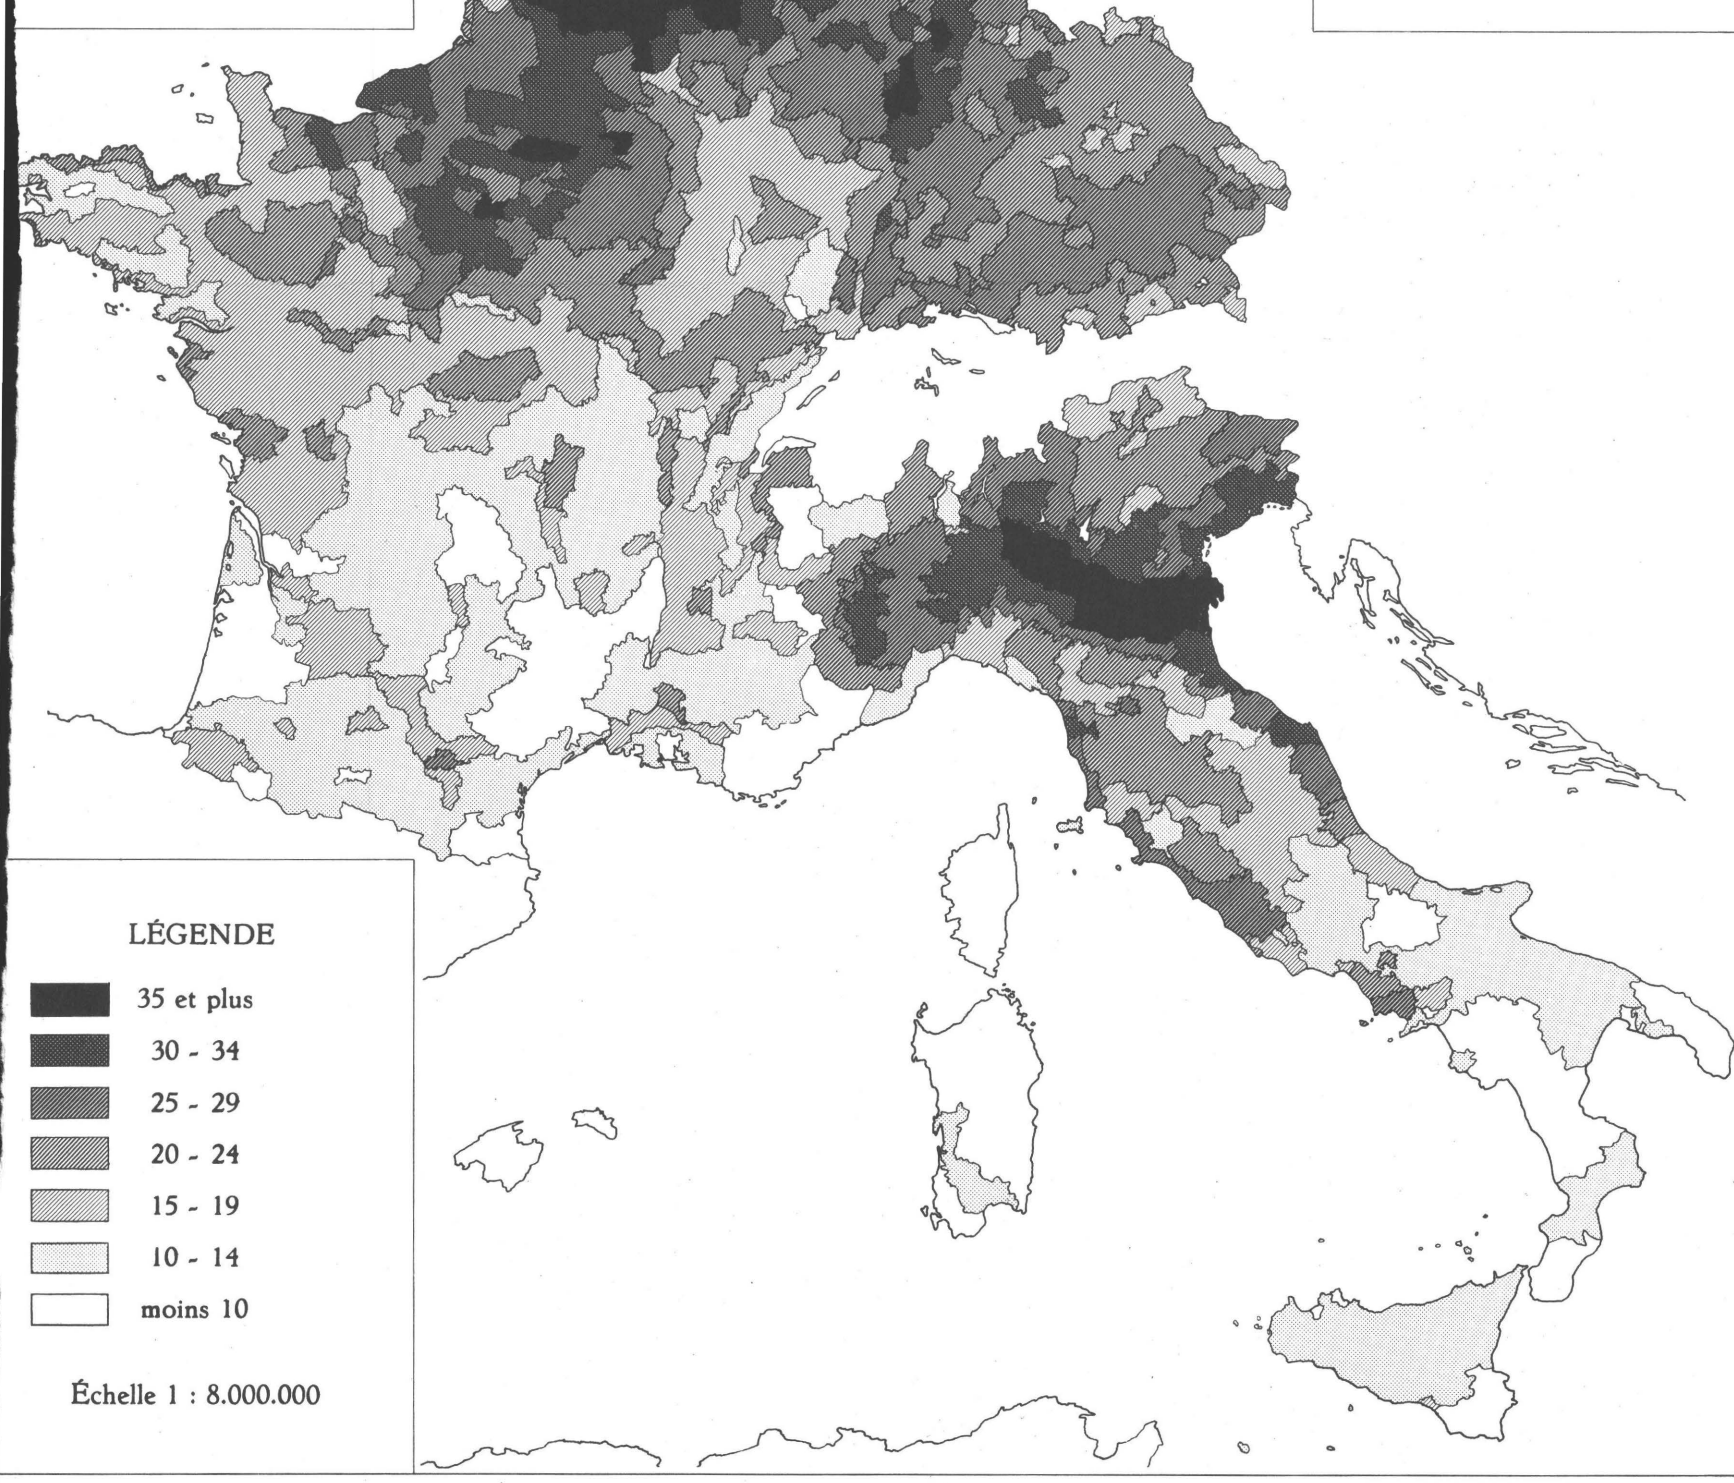 LÉGENDE
35 et plus
30 - 34
25 - 29
20 - 24
15 - 19
10 - 14
moins 10
Échelle 1 : 8.000.000